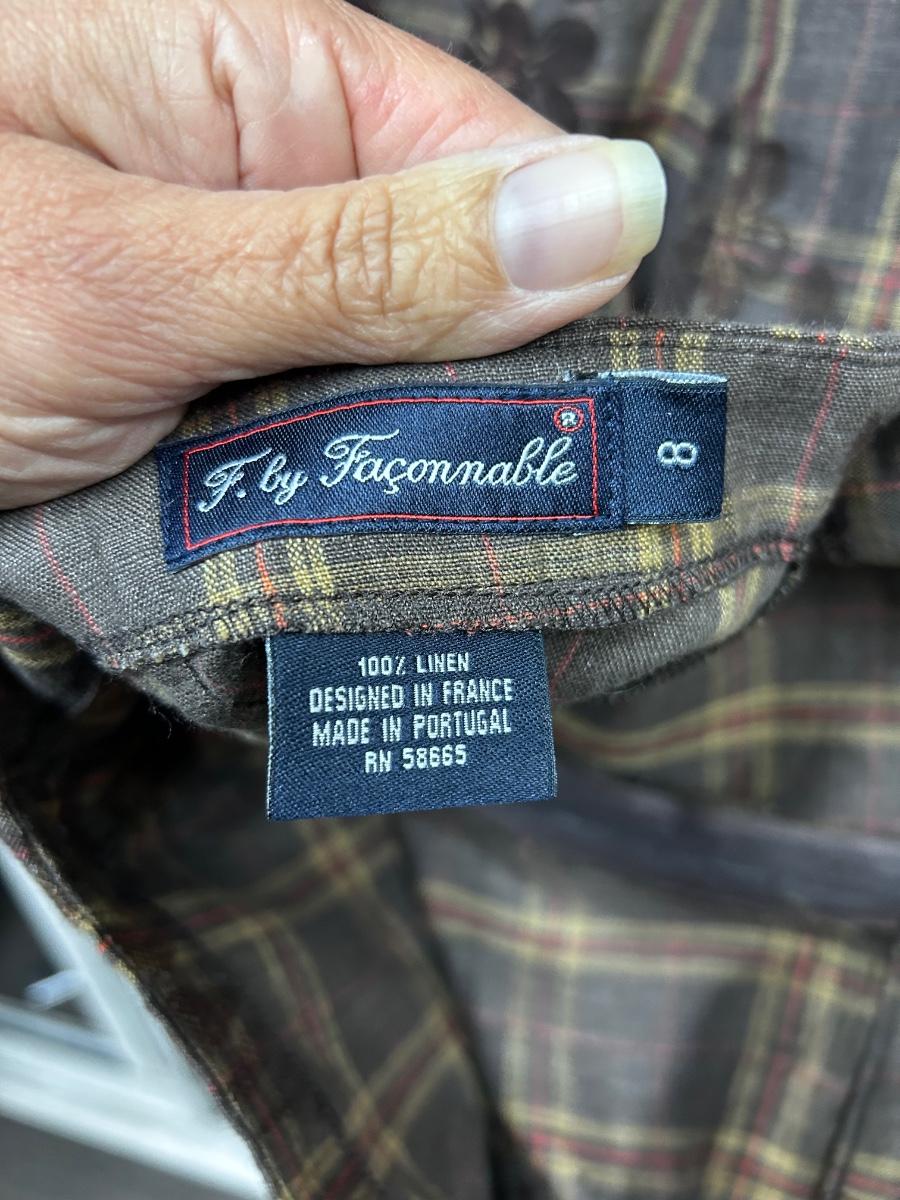 F. by Façonnable ®
8
100% LINEN
DESIGNED IN FRANCE
MADE IN PORTUGAL
RN 58665